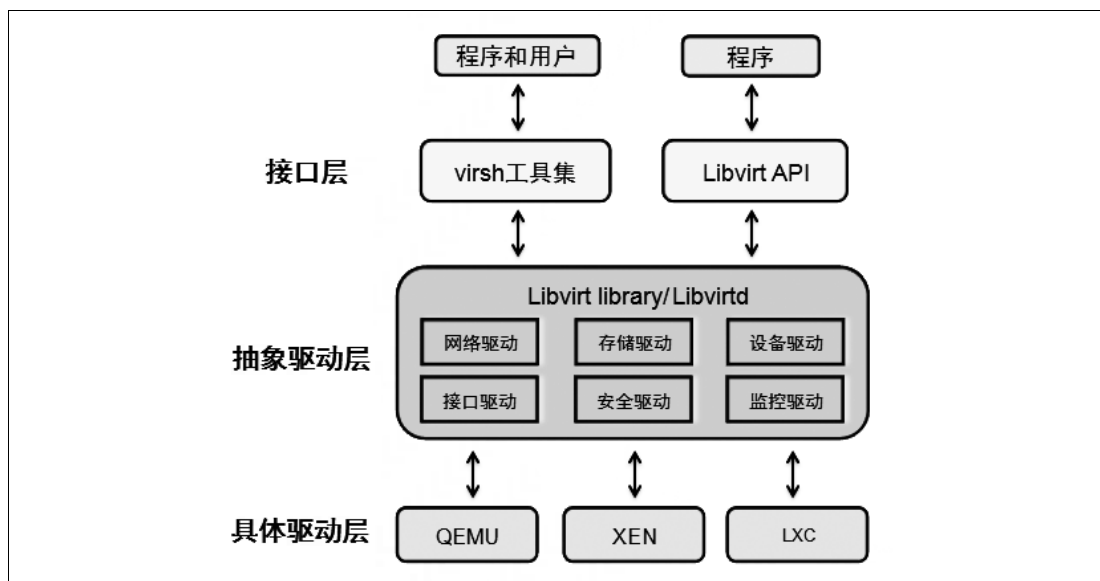 程序和用户
程序
接口层
virsh工具集
Libvirt API
Libvirt library/Libvirtd
网络驱动
存储驱动
设备驱动
抽象驱动层
接口驱动
安全驱动
监控驱动
具体驱动层
QEMU
XEN
LXC